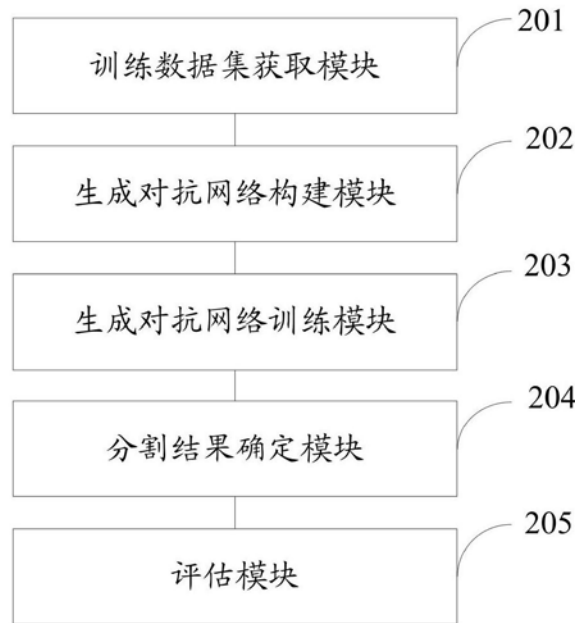 201
训练数据集获取模块
202
生成对抗网络构建模块
203
生成对抗网络训练模块
204
分割结果确定模块
205
评估模块